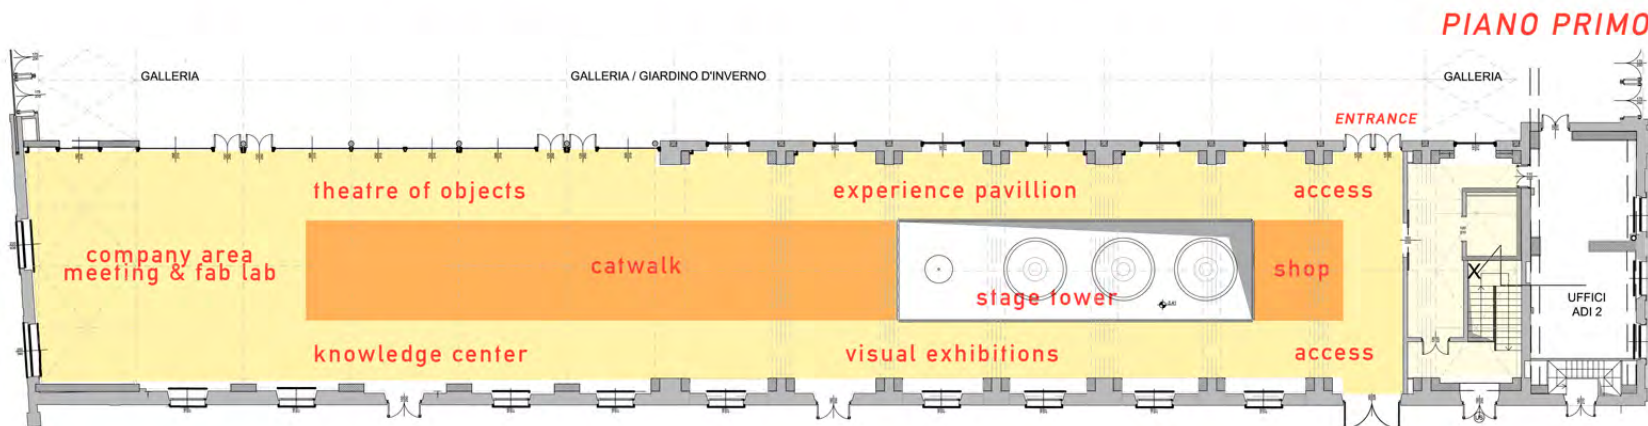 PIANO PRIMO
GALLERIA
GALLERIA / GIARDINO D'INVERNO
GALLERIA
ENTRANCE
theatre of objects
experience pavillion
access
company area
meeting & fab lab
catwalk
stage tower
shop
X
UFFICI
ADI 2
knowledge center
visual exhibitions
access